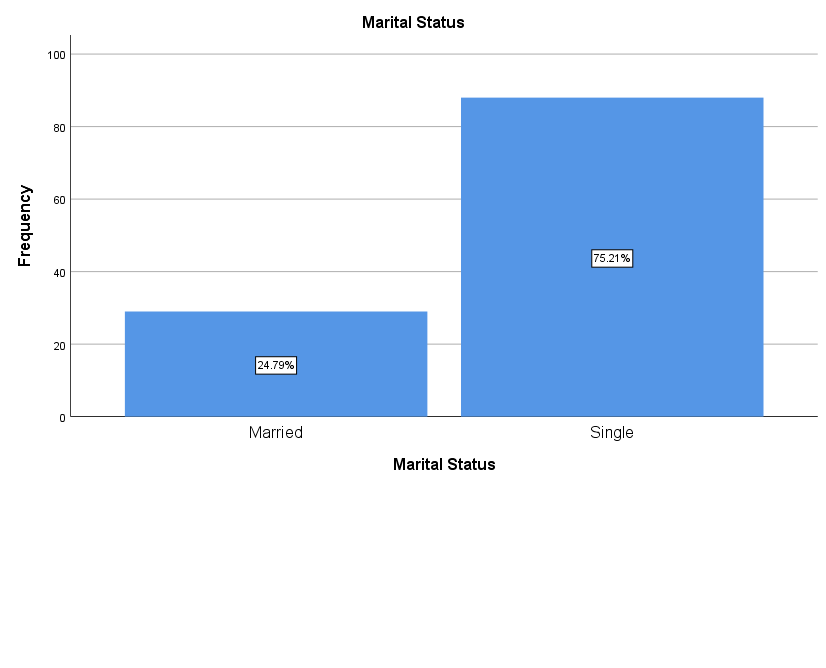 Marital Status
100
80
60
40
20
0
Frequency
75.21%
24.79%
Married Single
Marital Status